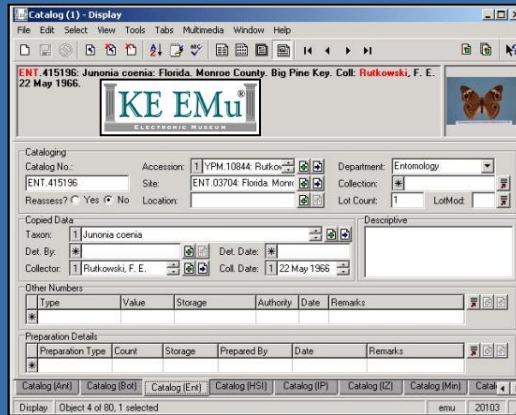 Catalog (1) - Display
File Edit Select View Tools Tabs Multimedia Window Help
ENT.415196: Junonia coenia: Florida. Monroe County. Big Pine Key. Coll: Rutkowski, F. E.
22 May 1966.
KE EMu®
ELECTRONIC MUSEUM
Cataloging
Catalog No.: Accession: 1 YPM.10844: Rutkov Department: Entomology
ENT.415196 Site: ENT.03704: Florida. Monro Collection:
Reassess? Yes No Location: Lot Count: 1 LotMod:
Copied Data Descriptive
Taxon: 1 Junonia coenia
Det. By: Det. Date:
Collector: 1 Rutkowski, F. E. Coll. Date: 1 22 May 1966
Other Numbers
Type Value Storage Authority Date Remarks
Preparation Details
Preparation Type Count Storage Prepared By Date Remarks
Catalog (Ant) Catalog (Bot) Catalog (Ent) Catalog (HSI) Catalog (IP) Catalog (IZ) Catalog (Min) Catal
Display Object 4 of 80, 1 selected emu 20103